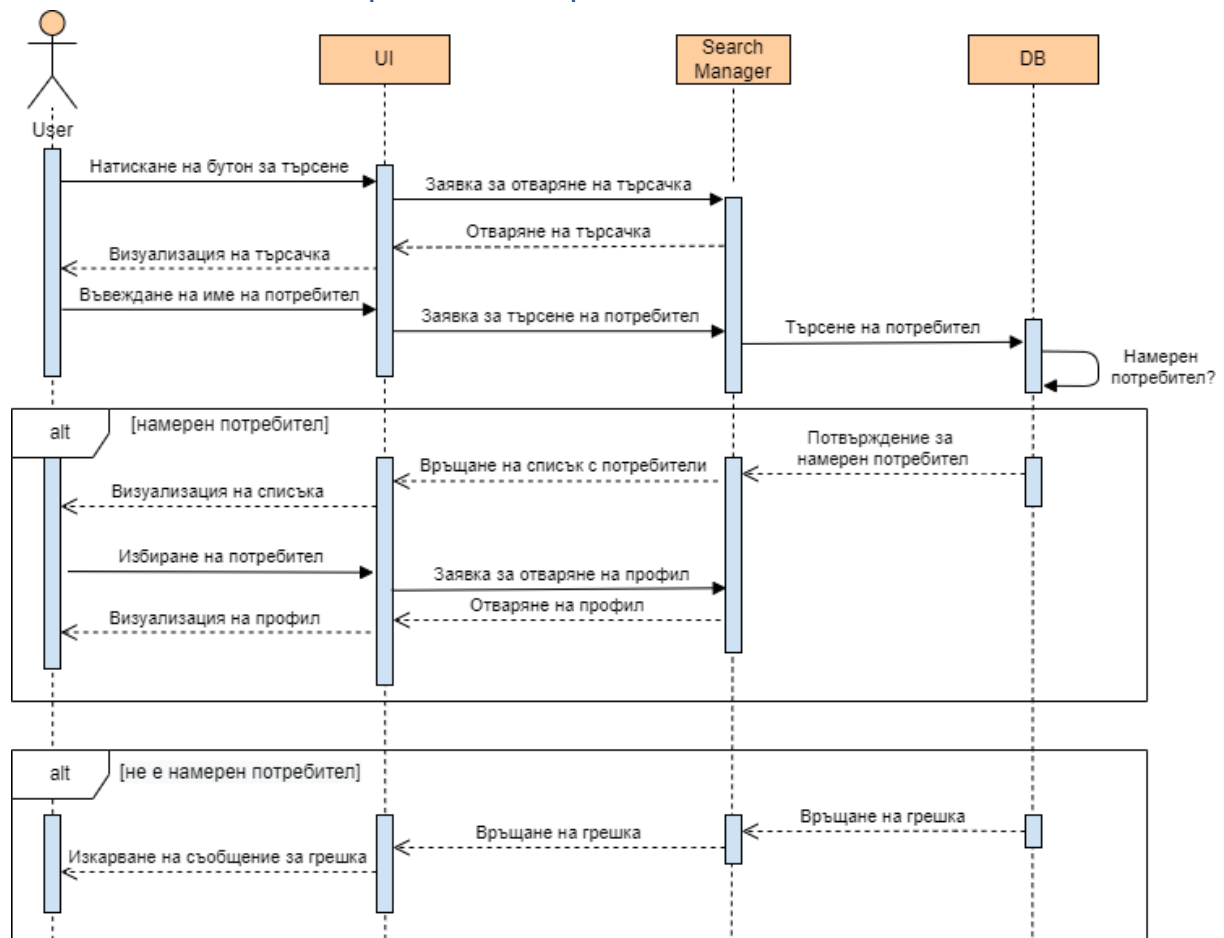 UI
Search
Manager
DB
User
Натискане на бутон за търсене
Заявка за отваряне на търсачка
Отваряне на търсачка
Визуализация на търсачка
Въвеждане на име на потребител
Заявка за търсене на потребител
Търсене на потребител
Намерен
потребител?
alt
[намерен потребител]
Потвърждение за
намерен потребител
Връщане на списък с потребители
Визуализация на списъка
Избиране на потребител
Заявка за отваряне на профил
Отваряне на профил
Визуализация на профил
alt
[не е намерен потребител]
Връщане на грешка
Връщане на грешка
Изкарване на съобщение за грешка